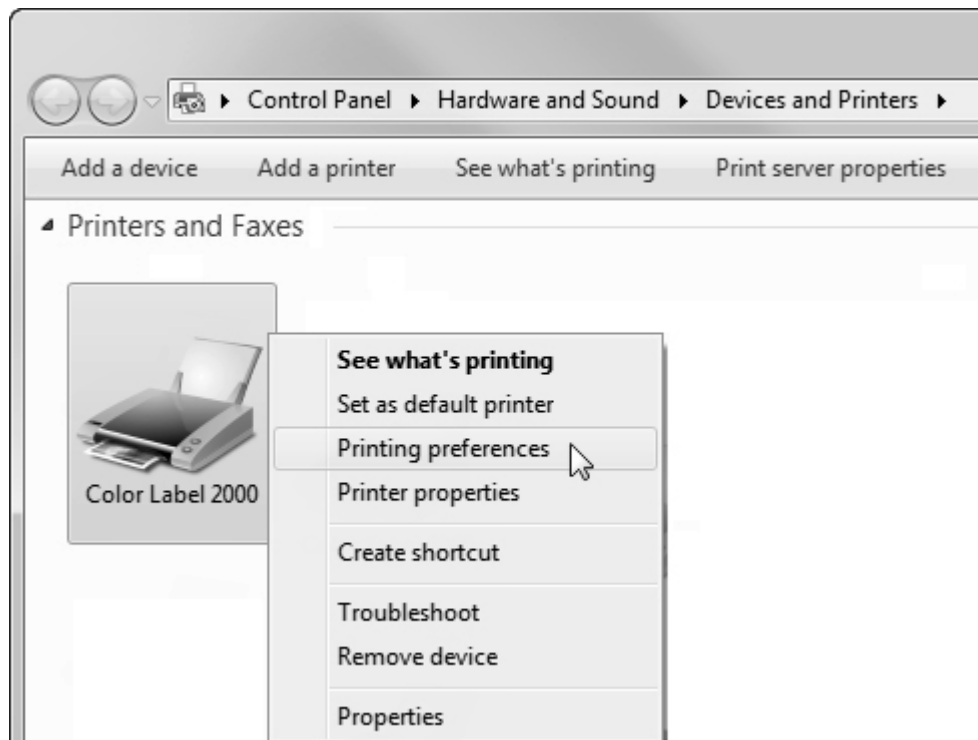 Control Panel Hardware and Sound Devices and Printers
Add a device Add a printer See what's printing Print server properties
Printers and Faxes
Color Label 2000
See what's printing
Set as default printer
Printing preferences
Printer properties
Create shortcut
Troubleshoot
Remove device
Properties